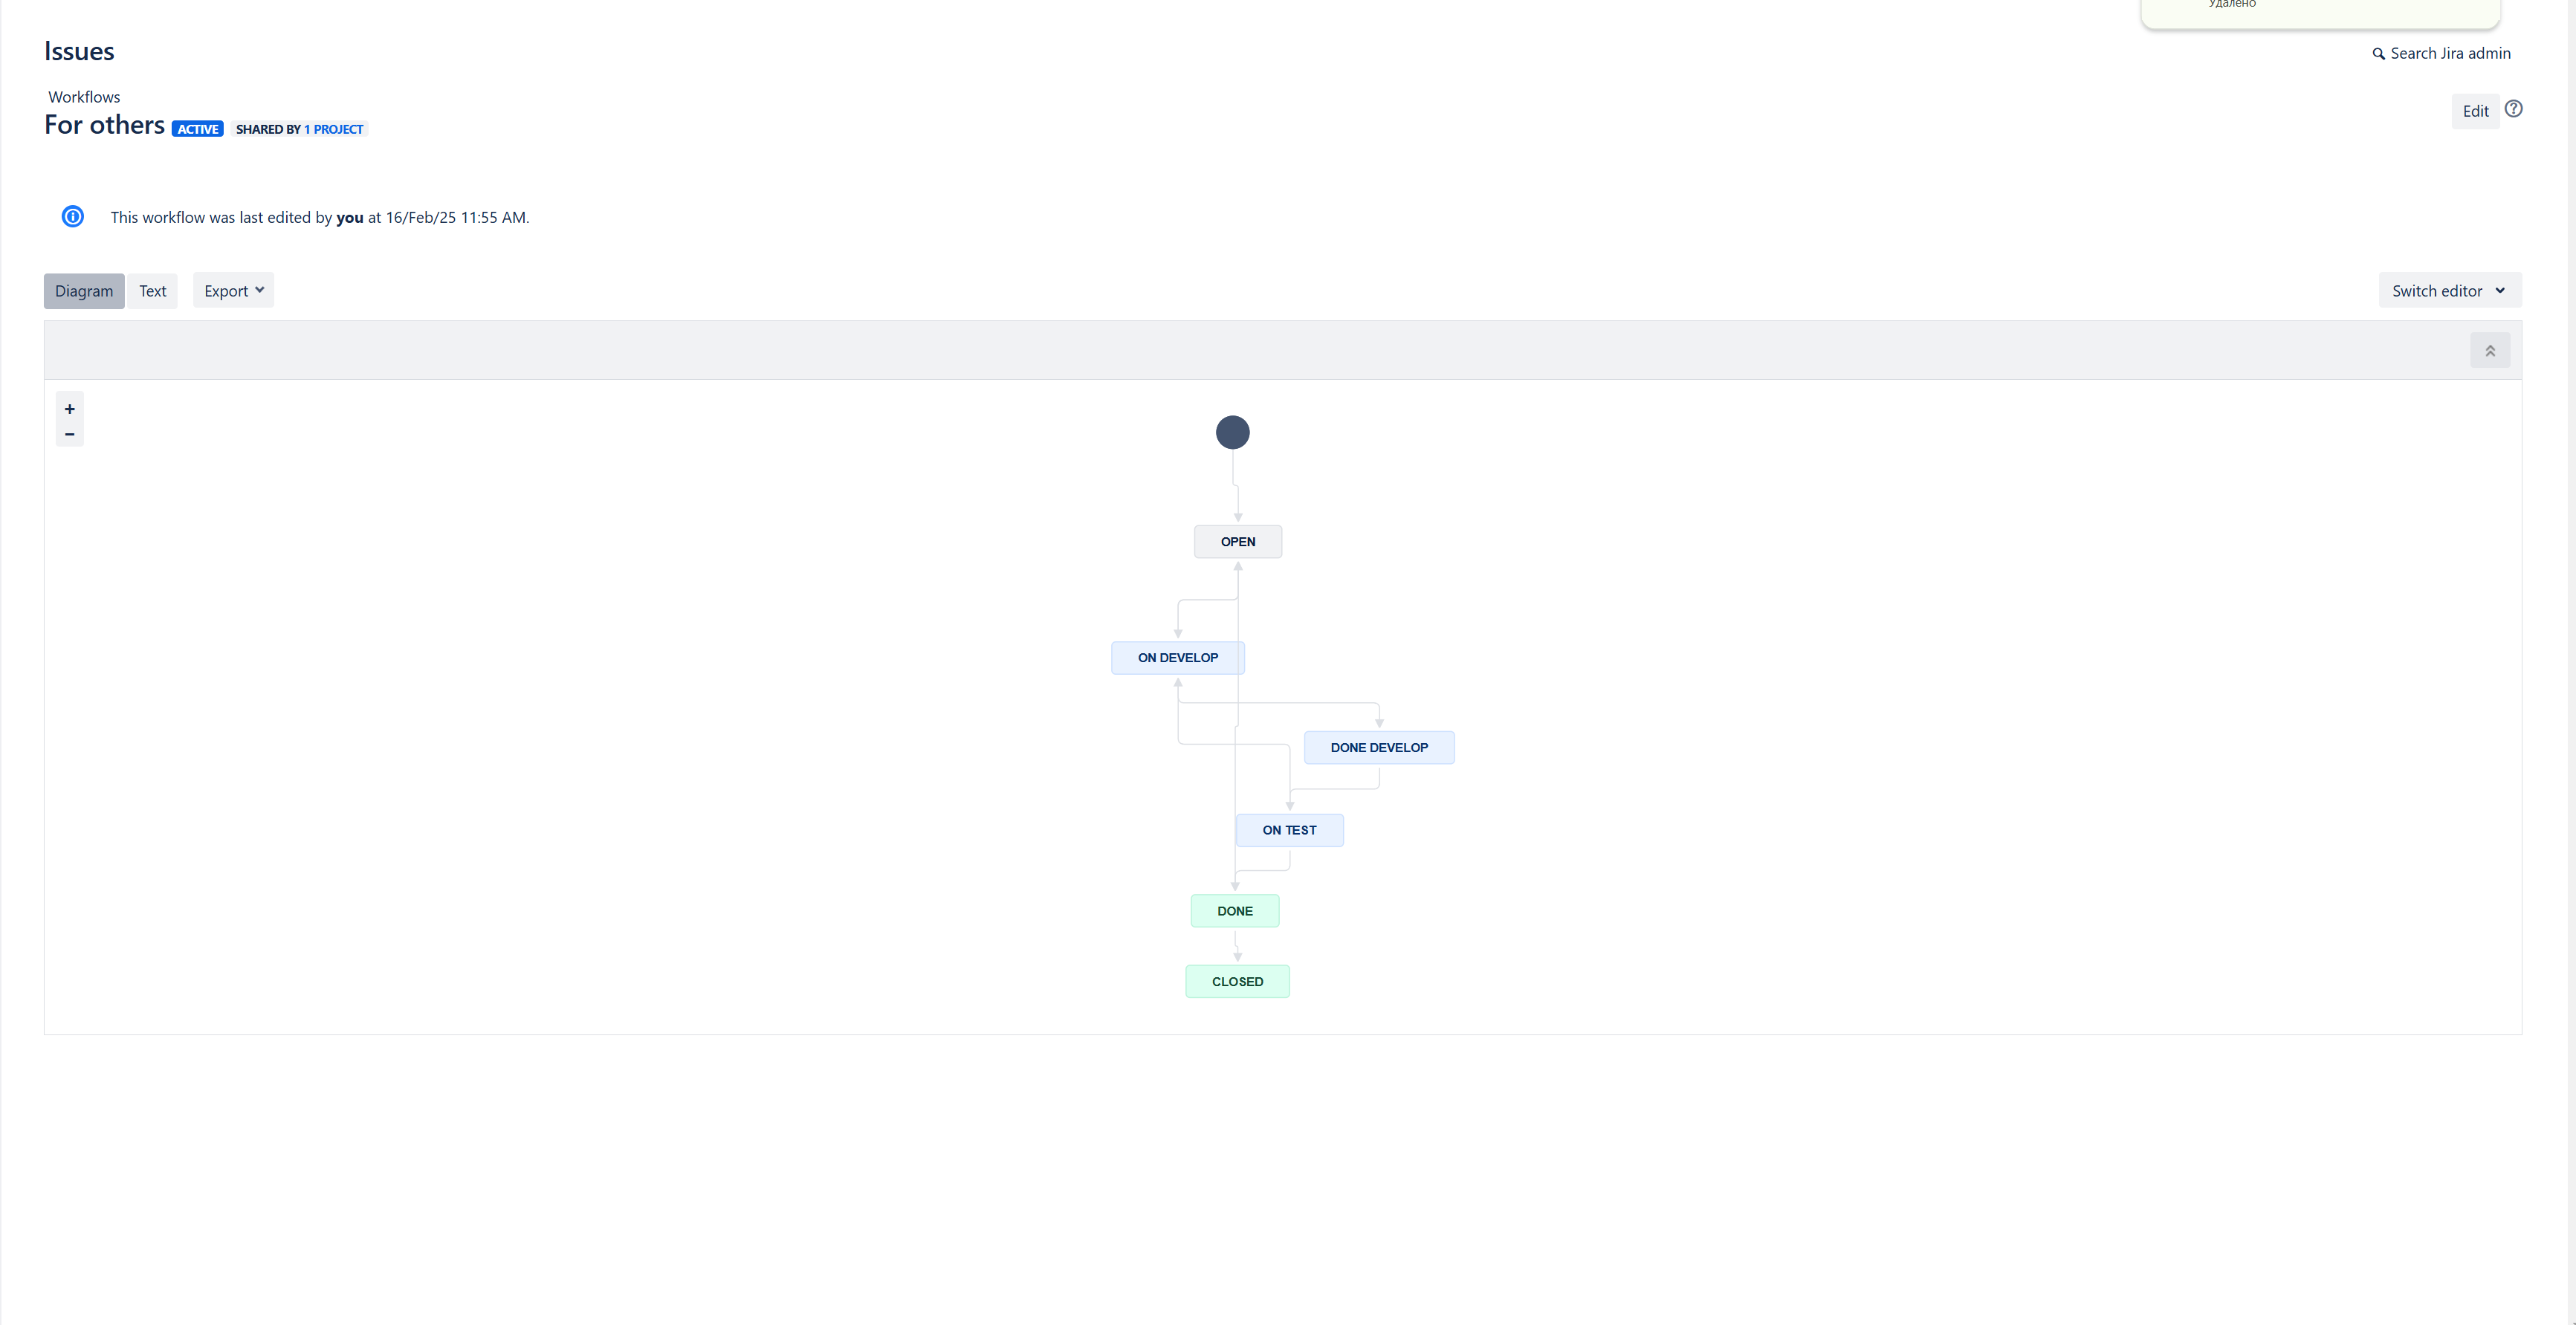 Удалено
Issues
Search Jira admin
Workflows
For others ACTIVE SHARED BY 1 PROJECT
Edit
This workflow was last edited by you at 16/Feb/25 11:55 AM.
Diagram Text Export
Switch editor
OPEN
ON DEVELOP
DONE DEVELOP
ON TEST
DONE
CLOSED